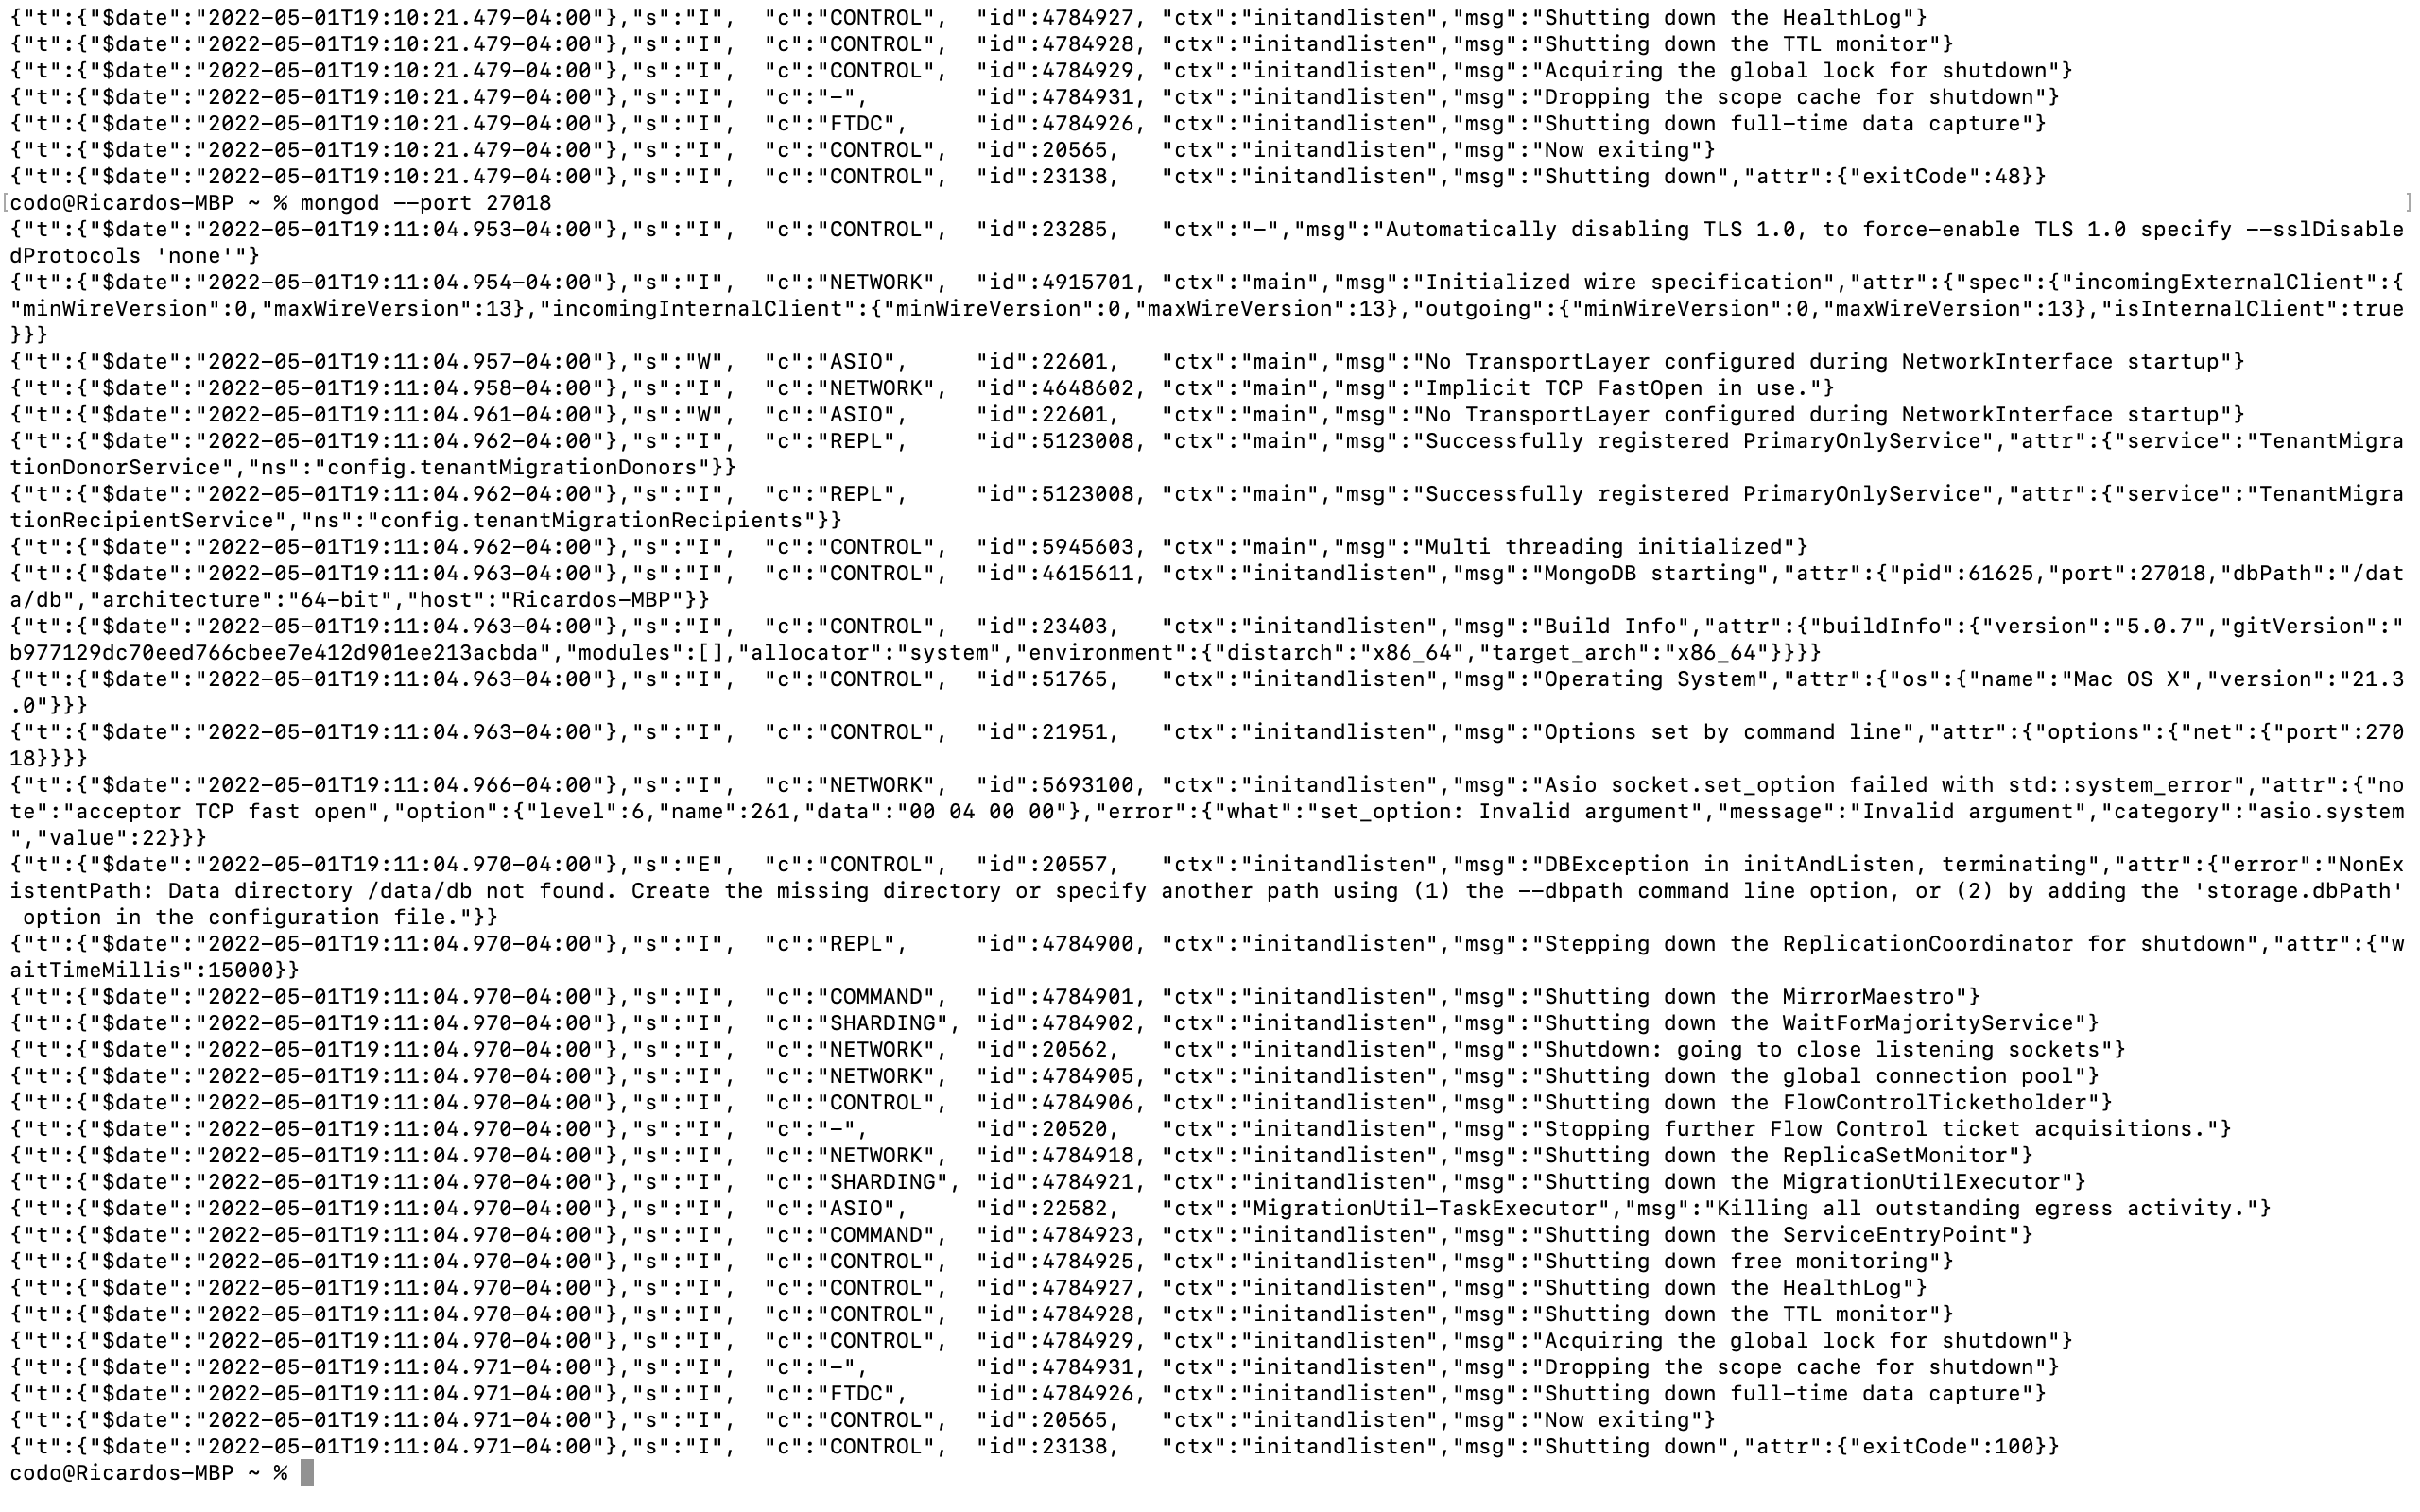 {"t":{"$date":"2022-05-01T19:10:21.479-04:00"},"s":"I",  "c":"CONTROL",  "id":4784927, "ctx":"initandlisten","msg":"Shutting down the HealthLog"}
{"t":{"$date":"2022-05-01T19:10:21.479-04:00"},"s":"I",  "c":"CONTROL",  "id":4784928, "ctx":"initandlisten","msg":"Shutting down the TTL monitor"}
{"t":{"$date":"2022-05-01T19:10:21.479-04:00"},"s":"I",  "c":"CONTROL",  "id":4784929, "ctx":"initandlisten","msg":"Acquiring the global lock for shutdown"}
{"t":{"$date":"2022-05-01T19:10:21.479-04:00"},"s":"I",  "c":"-",        "id":4784931, "ctx":"initandlisten","msg":"Dropping the scope cache for shutdown"}
{"t":{"$date":"2022-05-01T19:10:21.479-04:00"},"s":"I",  "c":"FTDC",     "id":4784926, "ctx":"initandlisten","msg":"Shutting down full-time data capture"}
{"t":{"$date":"2022-05-01T19:10:21.479-04:00"},"s":"I",  "c":"CONTROL",  "id":20565,   "ctx":"initandlisten","msg":"Now exiting"}
{"t":{"$date":"2022-05-01T19:10:21.479-04:00"},"s":"I",  "c":"CONTROL",  "id":23138,   "ctx":"initandlisten","msg":"Shutting down","attr":{"exitCode":48}}
[codo@Ricardos-MBP ~ % mongod --port 27018 ]
{"t":{"$date":"2022-05-01T19:11:04.953-04:00"},"s":"I",  "c":"CONTROL",  "id":23285,   "ctx":"-","msg":"Automatically disabling TLS 1.0, to force-enable TLS 1.0 specify --sslDisable
dProtocols 'none'"}
{"t":{"$date":"2022-05-01T19:11:04.954-04:00"},"s":"I",  "c":"NETWORK",  "id":4915701, "ctx":"main","msg":"Initialized wire specification","attr":{"spec":{"incomingExternalClient":{
"minWireVersion":0,"maxWireVersion":13},"incomingInternalClient":{"minWireVersion":0,"maxWireVersion":13},"outgoing":{"minWireVersion":0,"maxWireVersion":13},"isInternalClient":true
}}}
{"t":{"$date":"2022-05-01T19:11:04.957-04:00"},"s":"W",  "c":"ASIO",     "id":22601,   "ctx":"main","msg":"No TransportLayer configured during NetworkInterface startup"}
{"t":{"$date":"2022-05-01T19:11:04.958-04:00"},"s":"I",  "c":"NETWORK",  "id":4648602, "ctx":"main","msg":"Implicit TCP FastOpen in use."}
{"t":{"$date":"2022-05-01T19:11:04.961-04:00"},"s":"W",  "c":"ASIO",     "id":22601,   "ctx":"main","msg":"No TransportLayer configured during NetworkInterface startup"}
{"t":{"$date":"2022-05-01T19:11:04.962-04:00"},"s":"I",  "c":"REPL",     "id":5123008, "ctx":"main","msg":"Successfully registered PrimaryOnlyService","attr":{"service":"TenantMigra
tionDonorService","ns":"config.tenantMigrationDonors"}}
{"t":{"$date":"2022-05-01T19:11:04.962-04:00"},"s":"I",  "c":"REPL",     "id":5123008, "ctx":"main","msg":"Successfully registered PrimaryOnlyService","attr":{"service":"TenantMigra
tionRecipientService","ns":"config.tenantMigrationRecipients"}}
{"t":{"$date":"2022-05-01T19:11:04.962-04:00"},"s":"I",  "c":"CONTROL",  "id":5945603, "ctx":"main","msg":"Multi threading initialized"}
{"t":{"$date":"2022-05-01T19:11:04.963-04:00"},"s":"I",  "c":"CONTROL",  "id":4615611, "ctx":"initandlisten","msg":"MongoDB starting","attr":{"pid":61625,"port":27018,"dbPath":"/dat
a/db","architecture":"64-bit","host":"Ricardos-MBP"}}
{"t":{"$date":"2022-05-01T19:11:04.963-04:00"},"s":"I",  "c":"CONTROL",  "id":23403,   "ctx":"initandlisten","msg":"Build Info","attr":{"buildInfo":{"version":"5.0.7","gitVersion":"
b977129dc70eed766cbee7e412d901ee213acbda","modules":[],"allocator":"system","environment":{"distarch":"x86_64","target_arch":"x86_64"}}}}
{"t":{"$date":"2022-05-01T19:11:04.963-04:00"},"s":"I",  "c":"CONTROL",  "id":51765,   "ctx":"initandlisten","msg":"Operating System","attr":{"os":{"name":"Mac OS X","version":"21.3
.0"}}}
{"t":{"$date":"2022-05-01T19:11:04.963-04:00"},"s":"I",  "c":"CONTROL",  "id":21951,   "ctx":"initandlisten","msg":"Options set by command line","attr":{"options":{"net":{"port":270
18}}}}
{"t":{"$date":"2022-05-01T19:11:04.966-04:00"},"s":"I",  "c":"NETWORK",  "id":5693100, "ctx":"initandlisten","msg":"Asio socket.set_option failed with std::system_error","attr":{"no
te":"acceptor TCP fast open","option":{"level":6,"name":261,"data":"00 04 00 00"},"error":{"what":"set_option: Invalid argument","message":"Invalid argument","category":"asio.system
","value":22}}}
{"t":{"$date":"2022-05-01T19:11:04.970-04:00"},"s":"E",  "c":"CONTROL",  "id":20557,   "ctx":"initandlisten","msg":"DBException in initAndListen, terminating","attr":{"error":"NonEx
istentPath: Data directory /data/db not found. Create the missing directory or specify another path using (1) the --dbpath command line option, or (2) by adding the 'storage.dbPath'
 option in the configuration file."}}
{"t":{"$date":"2022-05-01T19:11:04.970-04:00"},"s":"I",  "c":"REPL",     "id":4784900, "ctx":"initandlisten","msg":"Stepping down the ReplicationCoordinator for shutdown","attr":{"w
aitTimeMillis":15000}}
{"t":{"$date":"2022-05-01T19:11:04.970-04:00"},"s":"I",  "c":"COMMAND",  "id":4784901, "ctx":"initandlisten","msg":"Shutting down the MirrorMaestro"}
{"t":{"$date":"2022-05-01T19:11:04.970-04:00"},"s":"I",  "c":"SHARDING", "id":4784902, "ctx":"initandlisten","msg":"Shutting down the WaitForMajorityService"}
{"t":{"$date":"2022-05-01T19:11:04.970-04:00"},"s":"I",  "c":"NETWORK",  "id":20562,   "ctx":"initandlisten","msg":"Shutdown: going to close listening sockets"}
{"t":{"$date":"2022-05-01T19:11:04.970-04:00"},"s":"I",  "c":"NETWORK",  "id":4784905, "ctx":"initandlisten","msg":"Shutting down the global connection pool"}
{"t":{"$date":"2022-05-01T19:11:04.970-04:00"},"s":"I",  "c":"CONTROL",  "id":4784906, "ctx":"initandlisten","msg":"Shutting down the FlowControlTicketholder"}
{"t":{"$date":"2022-05-01T19:11:04.970-04:00"},"s":"I",  "c":"-",        "id":20520,   "ctx":"initandlisten","msg":"Stopping further Flow Control ticket acquisitions."}
{"t":{"$date":"2022-05-01T19:11:04.970-04:00"},"s":"I",  "c":"NETWORK",  "id":4784918, "ctx":"initandlisten","msg":"Shutting down the ReplicaSetMonitor"}
{"t":{"$date":"2022-05-01T19:11:04.970-04:00"},"s":"I",  "c":"SHARDING", "id":4784921, "ctx":"initandlisten","msg":"Shutting down the MigrationUtilExecutor"}
{"t":{"$date":"2022-05-01T19:11:04.970-04:00"},"s":"I",  "c":"ASIO",     "id":22582,   "ctx":"MigrationUtil-TaskExecutor","msg":"Killing all outstanding egress activity."}
{"t":{"$date":"2022-05-01T19:11:04.970-04:00"},"s":"I",  "c":"COMMAND",  "id":4784923, "ctx":"initandlisten","msg":"Shutting down the ServiceEntryPoint"}
{"t":{"$date":"2022-05-01T19:11:04.970-04:00"},"s":"I",  "c":"CONTROL",  "id":4784925, "ctx":"initandlisten","msg":"Shutting down free monitoring"}
{"t":{"$date":"2022-05-01T19:11:04.970-04:00"},"s":"I",  "c":"CONTROL",  "id":4784927, "ctx":"initandlisten","msg":"Shutting down the HealthLog"}
{"t":{"$date":"2022-05-01T19:11:04.970-04:00"},"s":"I",  "c":"CONTROL",  "id":4784928, "ctx":"initandlisten","msg":"Shutting down the TTL monitor"}
{"t":{"$date":"2022-05-01T19:11:04.970-04:00"},"s":"I",  "c":"CONTROL",  "id":4784929, "ctx":"initandlisten","msg":"Acquiring the global lock for shutdown"}
{"t":{"$date":"2022-05-01T19:11:04.971-04:00"},"s":"I",  "c":"-",        "id":4784931, "ctx":"initandlisten","msg":"Dropping the scope cache for shutdown"}
{"t":{"$date":"2022-05-01T19:11:04.971-04:00"},"s":"I",  "c":"FTDC",     "id":4784926, "ctx":"initandlisten","msg":"Shutting down full-time data capture"}
{"t":{"$date":"2022-05-01T19:11:04.971-04:00"},"s":"I",  "c":"CONTROL",  "id":20565,   "ctx":"initandlisten","msg":"Now exiting"}
{"t":{"$date":"2022-05-01T19:11:04.971-04:00"},"s":"I",  "c":"CONTROL",  "id":23138,   "ctx":"initandlisten","msg":"Shutting down","attr":{"exitCode":100}}
codo@Ricardos-MBP ~ %